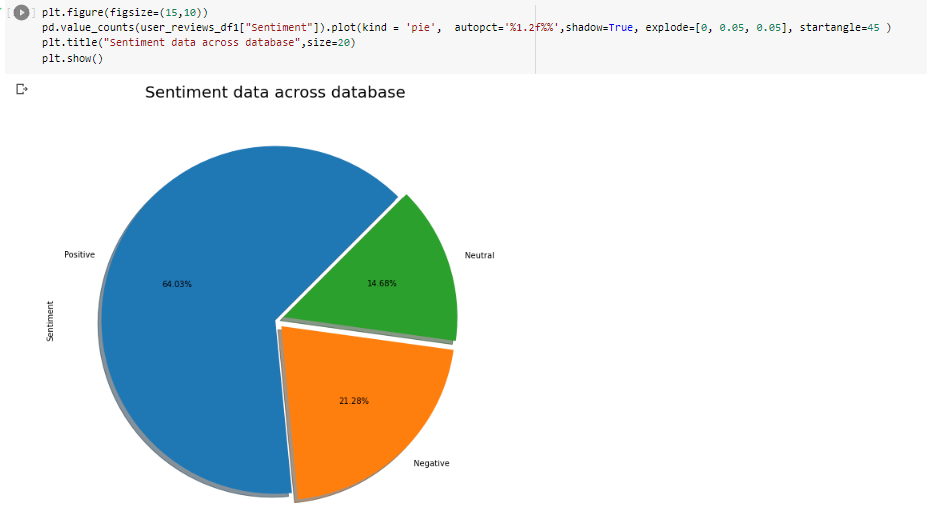 plt.figure(figsize=(15,10))
pd.value_counts(user_reviews_df1["Sentiment"]).plot(kind = 'pie',  autopct='%1.2f%%',shadow=True, explode=[0, 0.05, 0.05], startangle=45 )
plt.title("Sentiment data across database",size=20)
plt.show()
Sentiment data across database
Positive
Neutral
64.03%
14.68%
Sentiment
21.28%
Negative